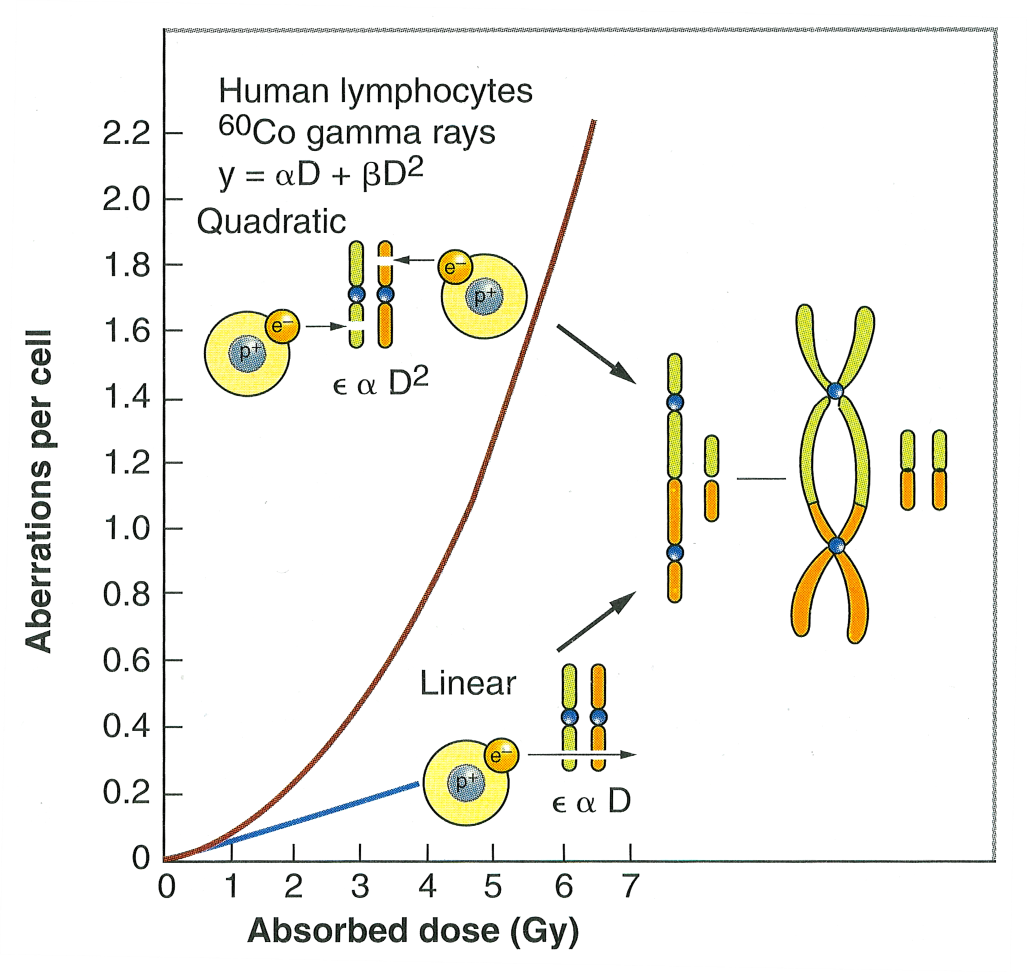 Human lymphocytes
⁶⁰Co gamma rays
y = αD + βD²
Quadratic
e⁻
p⁺
e⁻
p⁺
ϵ α D²
Linear
e⁻
p⁺
ϵ α D
Aberrations per cell
2.2
2.0
1.8
1.6
1.4
1.2
1.0
0.8
0.6
0.4
0.2
0
0 1 2 3 4 5 6 7
Absorbed dose (Gy)